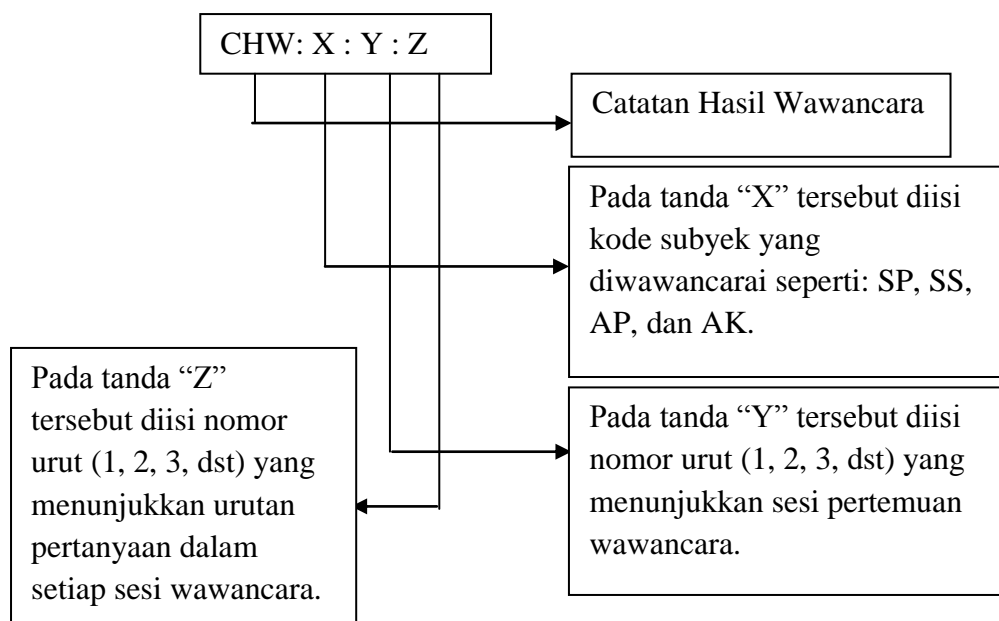 CHW: X : Y : Z
Catatan Hasil Wawancara
Pada tanda “X” tersebut diisi
kode subyek yang
diwawancarai seperti: SP, SS,
AP, dan AK.
Pada tanda “Z”
tersebut diisi nomor
urut (1, 2, 3, dst) yang
menunjukkan urutan
pertanyaan dalam
setiap sesi wawancara.
Pada tanda “Y” tersebut diisi
nomor urut (1, 2, 3, dst) yang
menunjukkan sesi pertemuan
wawancara.